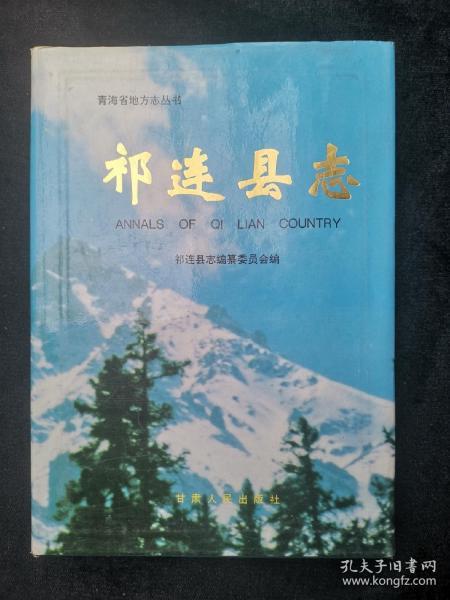 青海省地方志丛书
祁连县志
ANNALS OF QI LIAN COUNTRY
祁连县志编纂委员会编
甘肃人民出版社
孔夫子旧书网
www.kongfz.com